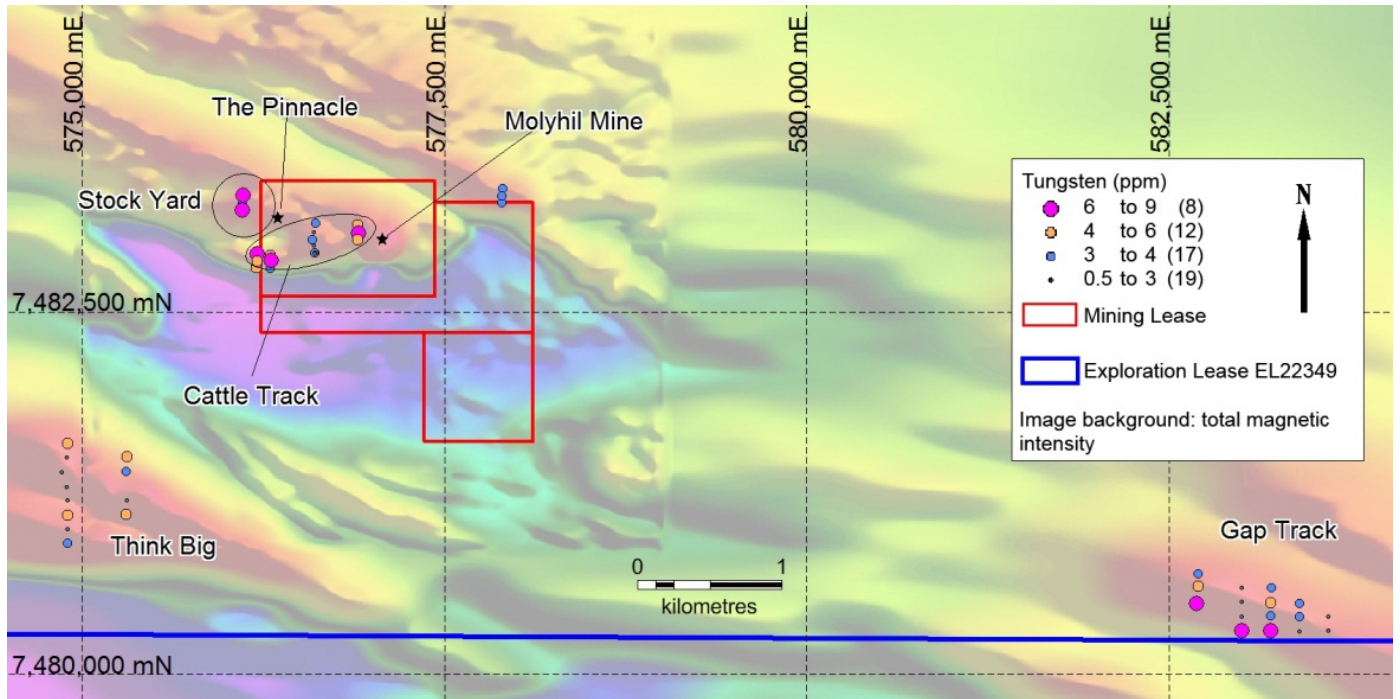 575,000 mE
577,500 mE
580,000 mE
582,500 mE
The Pinnacle
Molyhil Mine
Stock Yard
7,482,500 mN
Cattle Track
Think Big
Gap Track
7,480,000 mN
0 1
kilometres
Tungsten (ppm)
6 to 9 (8)
4 to 6 (12)
3 to 4 (17)
0.5 to 3 (19)
Mining Lease
Exploration Lease EL22349
Image background: total magnetic
intensity
N